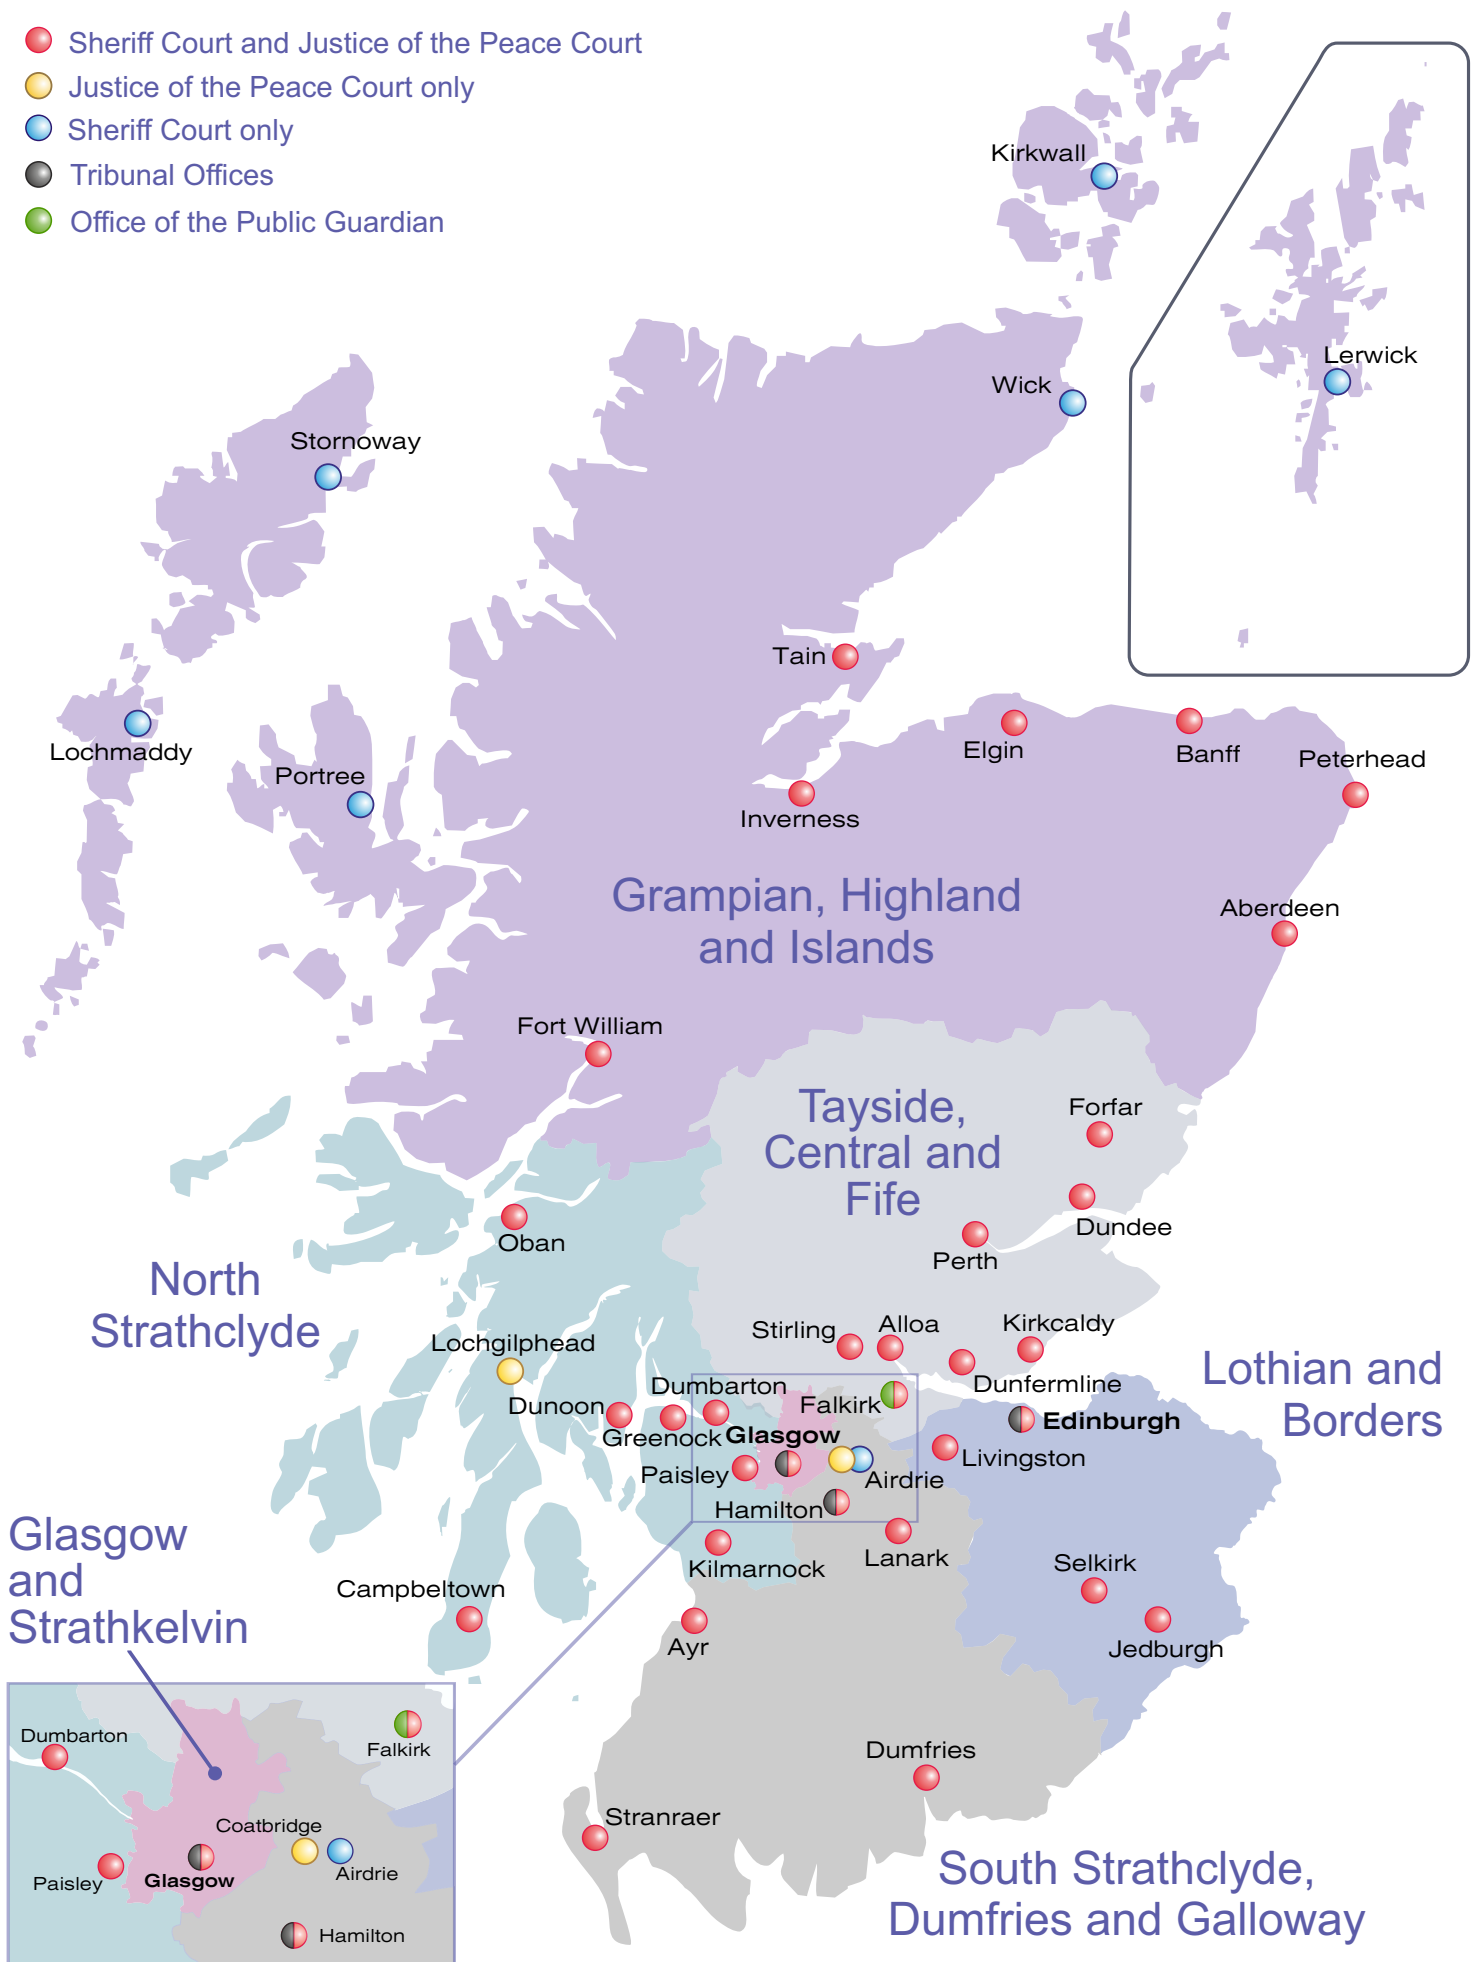 Sheriff Court and Justice of the Peace Court
Justice of the Peace Court only
Sheriff Court only
Tribunal Offices
Office of the Public Guardian
Kirkwall
Lerwick
Wick
Stornoway
Tain
Lochmaddy
Portree
Elgin
Banff
Peterhead
Inverness
Grampian, Highland
and Islands
Aberdeen
Fort William
Tayside,
Central and
Fife
Forfar
Dundee
Perth
Oban
North
Strathclyde
Stirling
Alloa
Kirkcaldy
Lochgilphead
Dunfermline
Lothian and
Borders
Dumbarton
Falkirk
Dunoon
Greenock
Glasgow
Edinburgh
Livingston
Paisley
Airdrie
Hamilton
Lanark
Kilmarnock
Selkirk
Jedburgh
Glasgow
and
Strathkelvin
Campbeltown
Ayr
Dumfries
Stranraer
South Strathclyde,
Dumfries and Galloway
Dumbarton
Falkirk
Coatbridge
Airdrie
Paisley
Glasgow
Hamilton